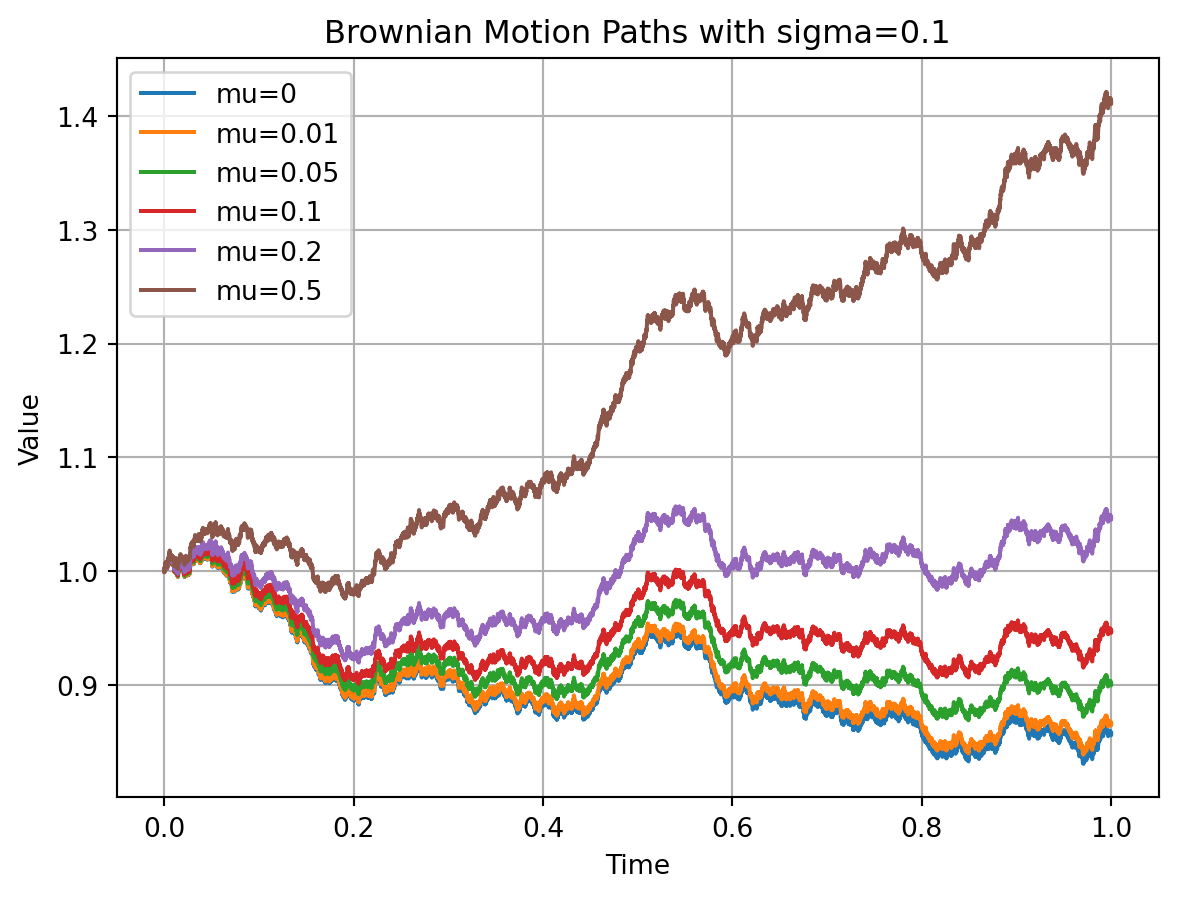 Brownian Motion Paths with sigma=0.1
mu=0
mu=0.01
mu=0.05
mu=0.1
mu=0.2
mu=0.5
1.4
1.3
1.2
1.1
1.0
0.9
Value
0.0 0.2 0.4 0.6 0.8 1.0
Time